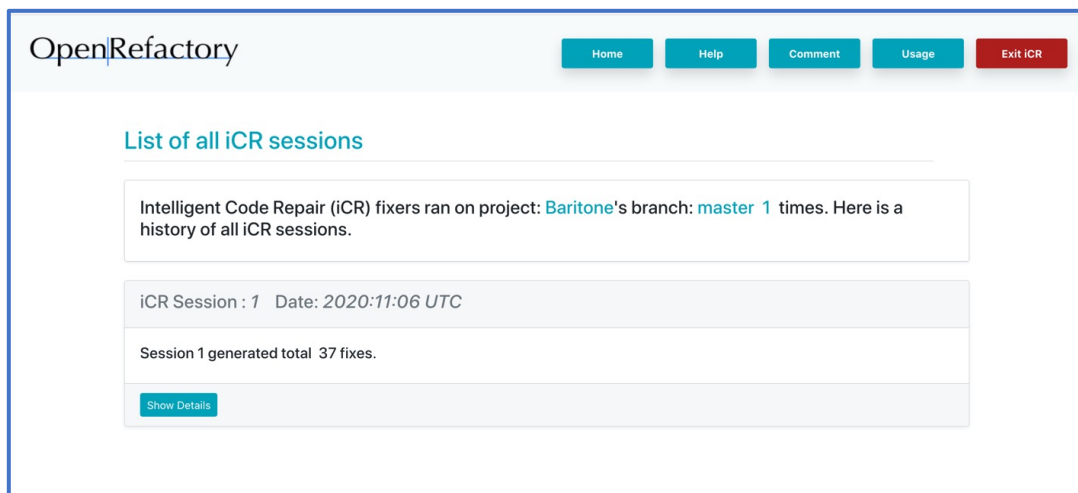 OpenRefactory
Home Help Comment Usage Exit iCR
List of all iCR sessions
Intelligent Code Repair (iCR) fixers ran on project: Baritone's branch: master 1 times. Here is a
history of all iCR sessions.
iCR Session : 1 Date: 2020:11:06 UTC
Session 1 generated total 37 fixes.
Show Details